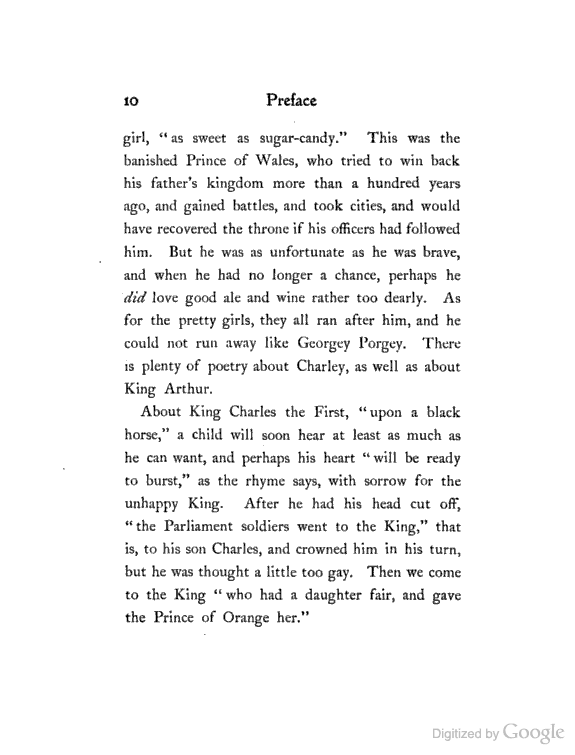 10 Preface
girl, “ as sweet as sugar-candy.” This was the
banished Prince of Wales, who tried to win back
his father’s kingdom more than a hundred years
ago, and gained battles, and took cities, and would
have recovered the throne if his officers had followed
him. But he was as unfortunate as he was brave,
and when he had no longer a chance, perhaps he
did love good ale and wine rather too dearly. As
for the pretty girls, they all ran after him, and he
could not run away like Georgey Porgey. There
is plenty of poetry about Charley, as well as about
King Arthur.
About King Charles the First, “ upon a black
horse,” a child will soon hear at least as much as
he can want, and perhaps his heart “ will be ready
to burst,” as the rhyme says, with sorrow for the
unhappy King. After he had his head cut off,
“ the Parliament soldiers went to the King,” that
is, to his son Charles, and crowned him in his turn,
but he was thought a little too gay. Then we come
to the King “ who had a daughter fair, and gave
the Prince of Orange her.”
Digitized by Google